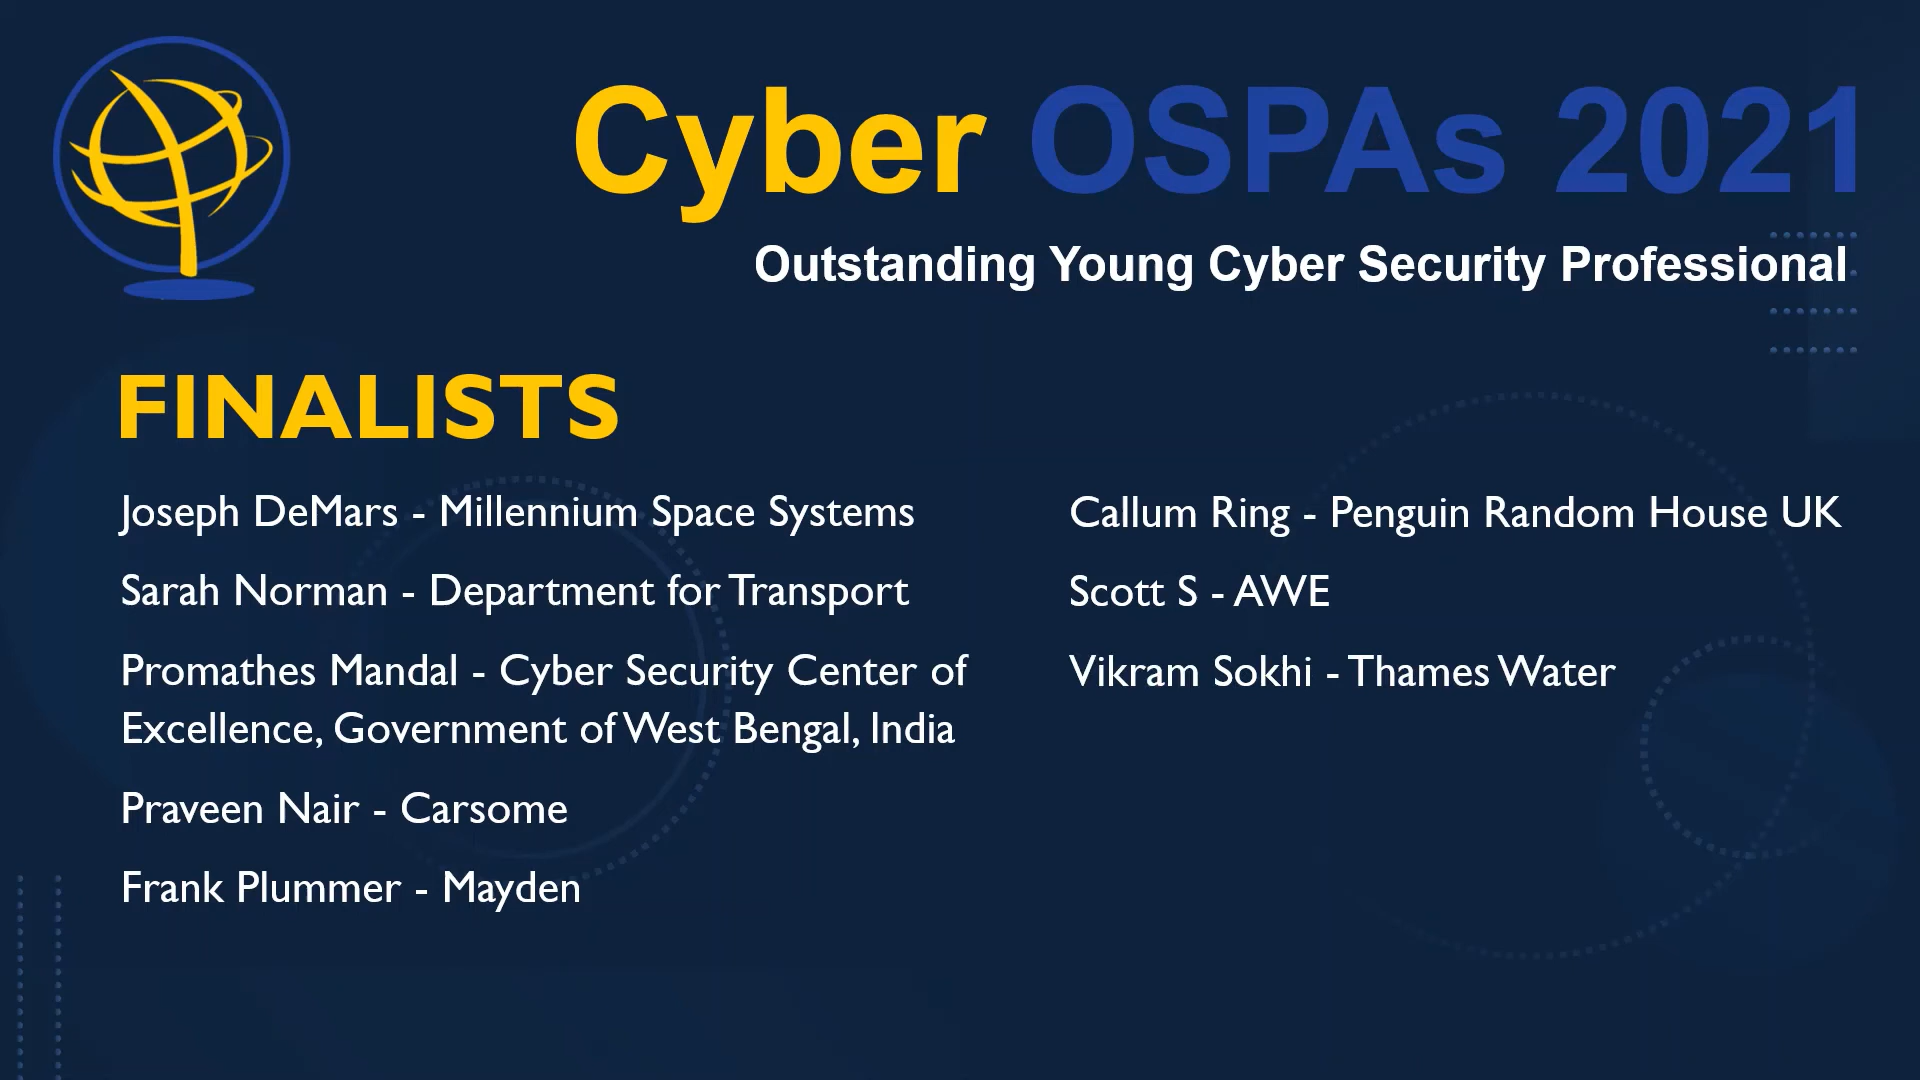 Cyber OSPAs 2021
Outstanding Young Cyber Security Professional
FINALISTS
Joseph DeMars - Millennium Space Systems
Sarah Norman - Department for Transport
Promathes Mandal - Cyber Security Center of
Excellence, Government of West Bengal, India
Praveen Nair - Carsome
Frank Plummer - Mayden
Callum Ring - Penguin Random House UK
Scott S - AWE
Vikram Sokhi - Thames Water